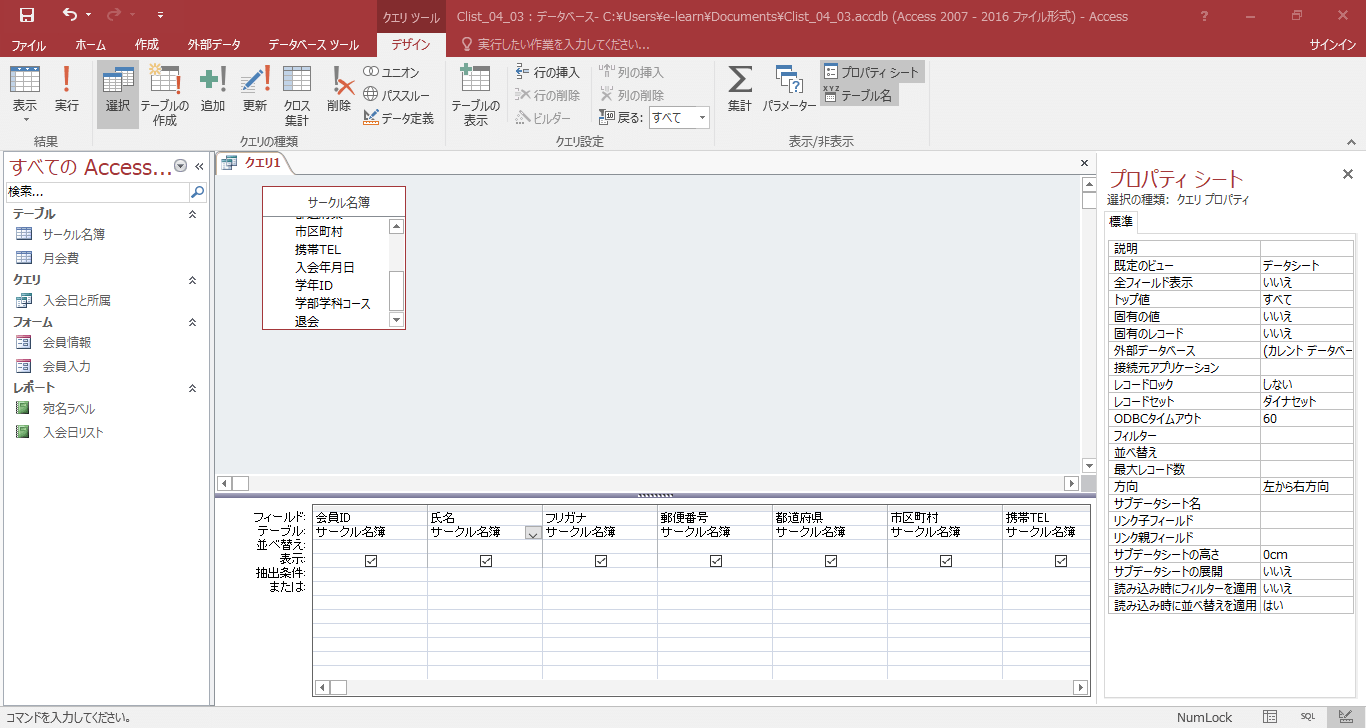 クエリ ツール
Clist_04_03 : データベース- C:¥Users¥e-learn¥Documents¥Clist_04_03.accdb (Access 2007 - 2016 ファイル形式) - Access
?
ファイル ホーム 作成 外部データ データベース ツール デザイン 実行したい作業を入力してください... サインイン
表示 実行
結果
選択 テーブルの作成 追加 更新 クロス集計 削除
ユニオン
パススルー
データ定義
クエリの種類
テーブルの表示
行の挿入
行の削除
ビルダー
列の挿入
列の削除
戻る: すべて
クエリ設定
集計 パラメーター
プロパティ シート
XYZ テーブル名
表示/非表示
すべての Access... «
検索...
テーブル
サークル名簿
月会費
クエリ
入会日と所属
フォーム
会員情報
会員入力
レポート
宛名ラベル
入会日リスト
クエリ1
サークル名簿
市区町村
携帯TEL
入会年月日
学年ID
学部学科コース
退会
フィールド: 会員ID 氏名 フリガナ 郵便番号 都道府県 市区町村 携帯TEL
テーブル: サークル名簿 サークル名簿 サークル名簿 サークル名簿 サークル名簿 サークル名簿 サークル名簿
並べ替え:
表示:
抽出条件:
または:
プロパティ シート
選択の種類: クエリ プロパティ
標準
説明
既定のビュー データシート
全フィールド表示 いいえ
トップ値 すべて
固有の値 いいえ
固有のレコード いいえ
外部データベース (カレント データベー
接続元アプリケーション
レコードロック しない
レコードセット ダイナセット
ODBCタイムアウト 60
フィルター
並べ替え
最大レコード数
方向 左から右方向
サブデータシート名
リンク子フィールド
リンク親フィールド
サブデータシートの高さ 0cm
サブデータシートの展開 いいえ
読み込み時にフィルターを適用 いいえ
読み込み時に並べ替えを適用 はい
コマンドを入力してください。
NumLock SQL